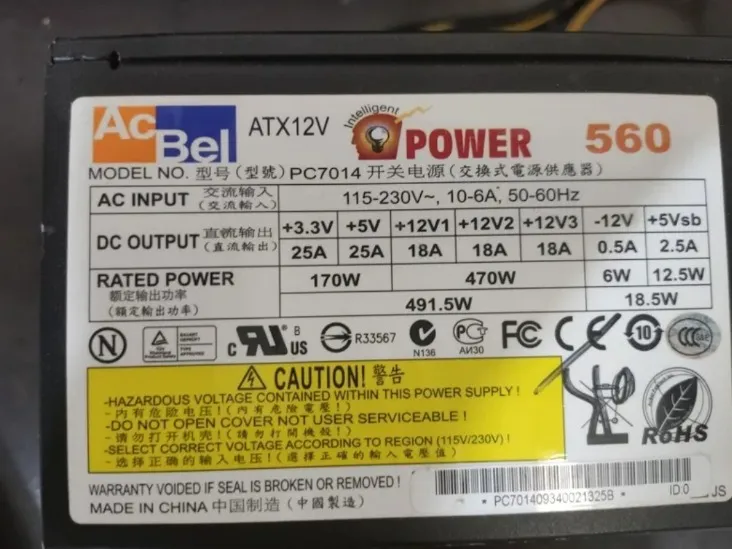 AcBel ATX12V Intelligent POWER 560
MODEL NO. 型号(型號) PC7014 开关电源(交換式電源供應器)
AC INPUT 交流输入 (交流輸入) 115-230V~, 10-6A, 50-60Hz
DC OUTPUT 直流输出 (直流輸出) +3.3V +5V +12V1 +12V2 +12V3 -12V +5Vsb
25A 25A 18A 18A 18A 0.5A 2.5A
RATED POWER 170W 470W 6W 12.5W
额定输出功率
(額定輸出功率) 491.5W 18.5W
N c RU US B R33567 N136 АИ30 FC CE 10 CCC
CAUTION! 警告
-HAZARDOUS VOLTAGE CONTAINED WITHIN THIS POWER SUPPLY !
-内有危险电压!(內有危險電壓!)
-DO NOT OPEN COVER NOT USER SERVICEABLE !
-请勿打开机壳!(請勿打開機殼!)
-SELECT CORRECT VOLTAGE ACCORDING TO REGION (115V/230V) !
-选择正确的输入电压!(選擇正確的輸入電壓值)
RoHS
WARRANTY VOIDED IF SEAL IS BROKEN OR REMOVED!
MADE IN CHINA 中国制造 (中國製造)
* PC701409340021325B * ID:0 JS